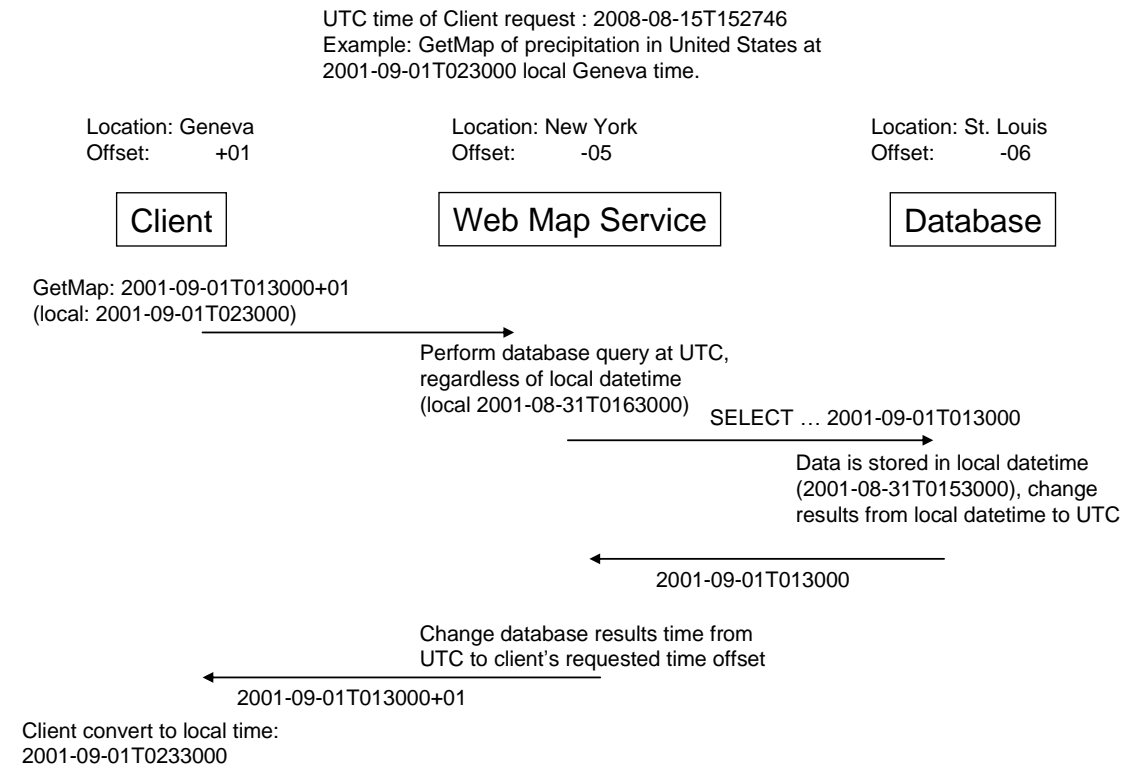 UTC time of Client request : 2008-08-15T152746
Example: GetMap of precipitation in United States at
2001-09-01T023000 local Geneva time.
Location: Geneva
Offset: +01
Location: New York
Offset: -05
Location: St. Louis
Offset: -06
Client
Web Map Service
Database
GetMap: 2001-09-01T013000+01
(local: 2001-09-01T023000)
Perform database query at UTC,
regardless of local datetime
(local 2001-08-31T0163000)
SELECT … 2001-09-01T013000
Data is stored in local datetime
(2001-08-31T0153000), change
results from local datetime to UTC
2001-09-01T013000
Change database results time from
UTC to client’s requested time offset
2001-09-01T013000+01
Client convert to local time:
2001-09-01T0233000